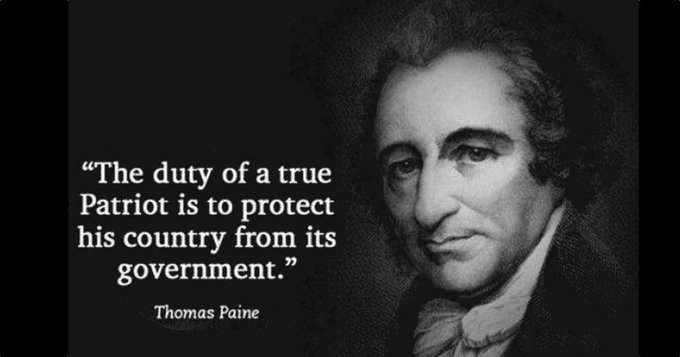 “The duty of a true
Patriot is to protect
his country from its
government.”
Thomas Paine